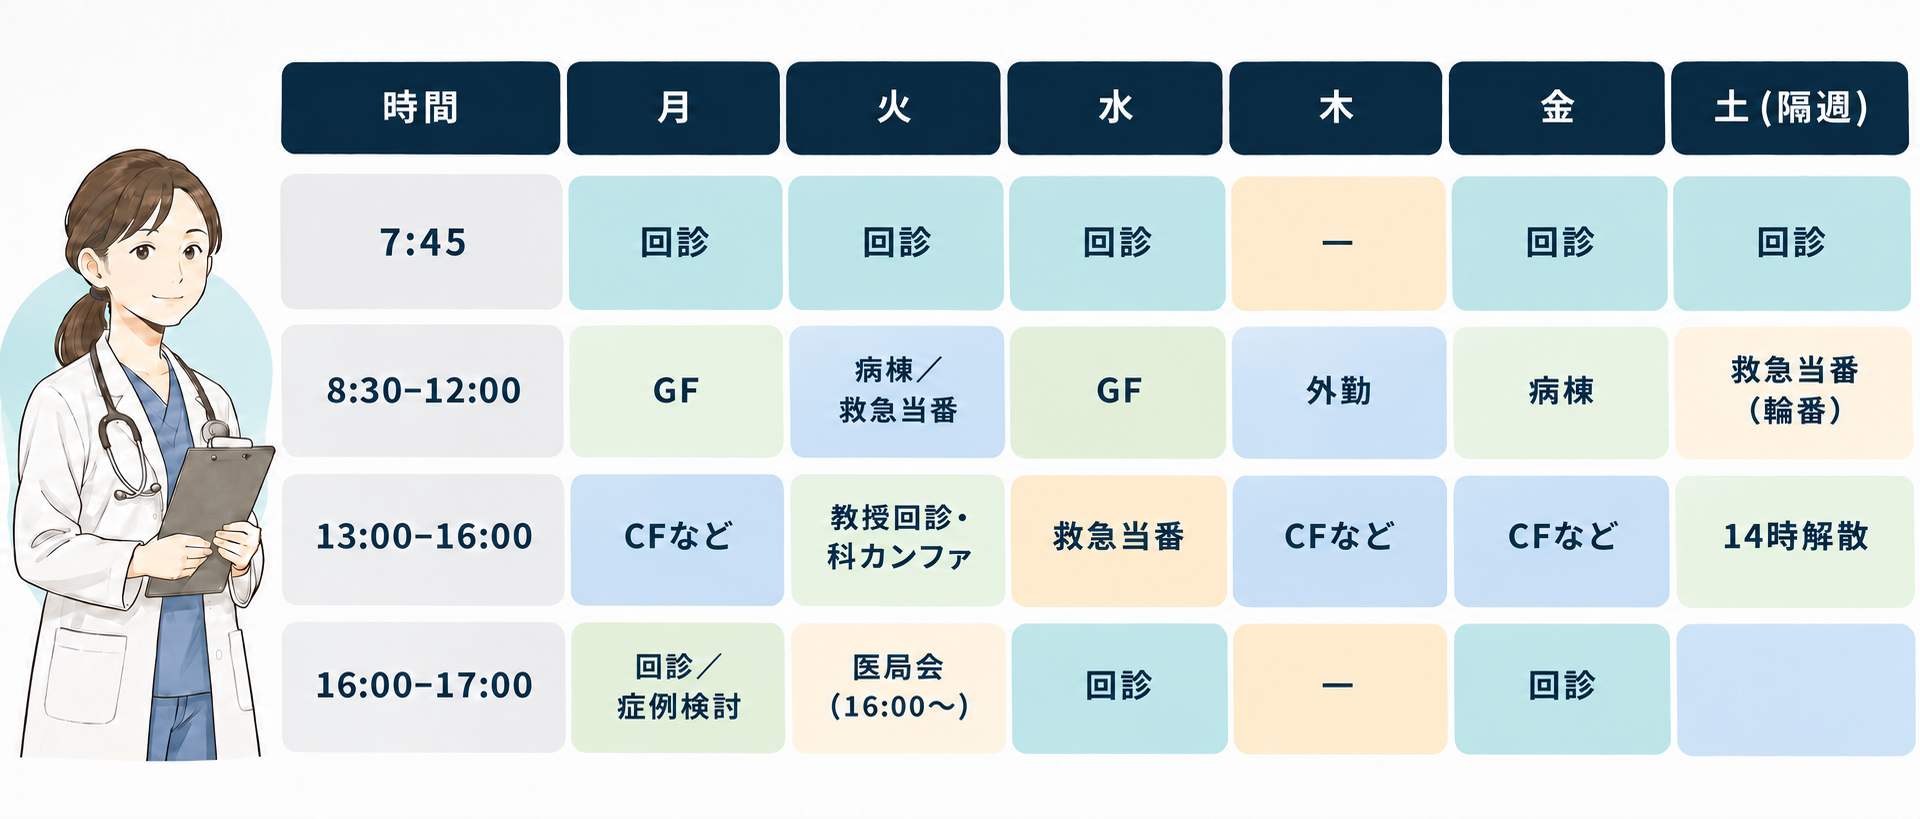 時間 月 火 水 木 金 土(隔週)
7:45 回診 回診 回診 — 回診 回診
8:30–12:00 GF 病棟／ GF 外勤 病棟 救急当番
救急当番 （輪番）
13:00–16:00 CFなど 教授回診・ 救急当番 CFなど CFなど 14時解散
科カンファ
16:00–17:00 回診／ 医局会 回診 — 回診
症例検討 (16:00〜)